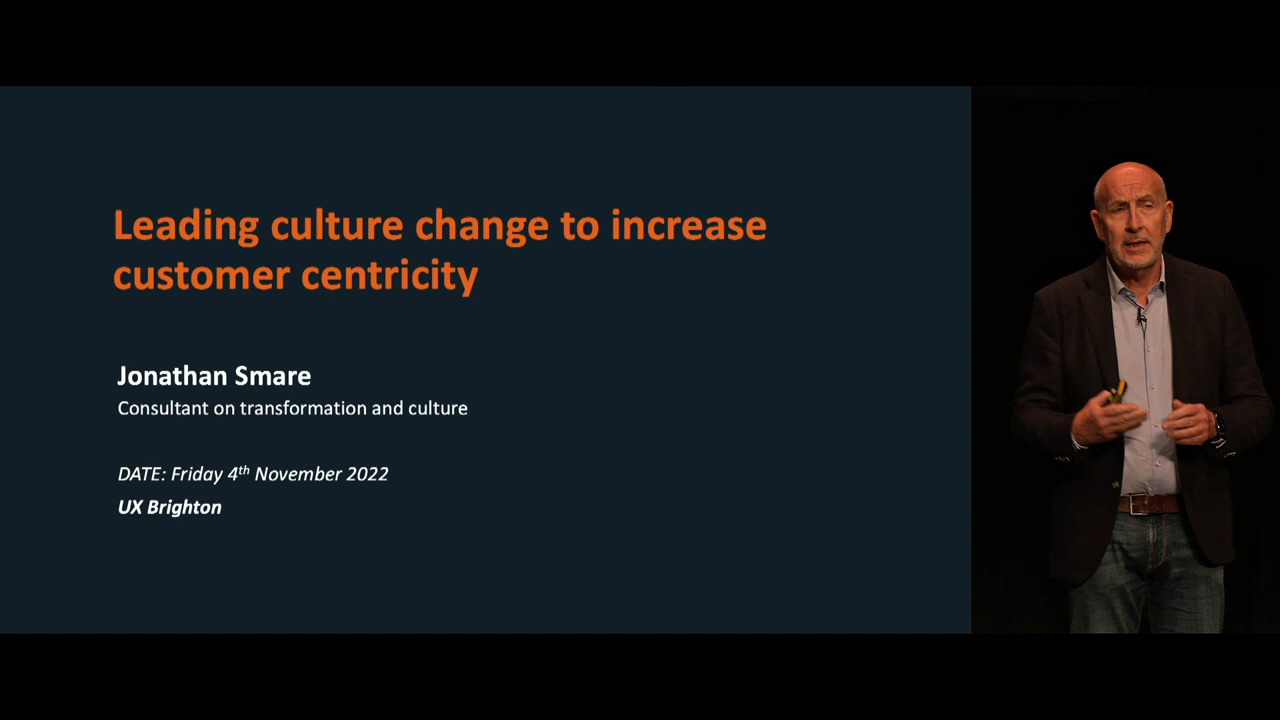 Leading culture change to increase
customer centricity
Jonathan Smare
Consultant on transformation and culture
DATE: Friday 4th November 2022
UX Brighton